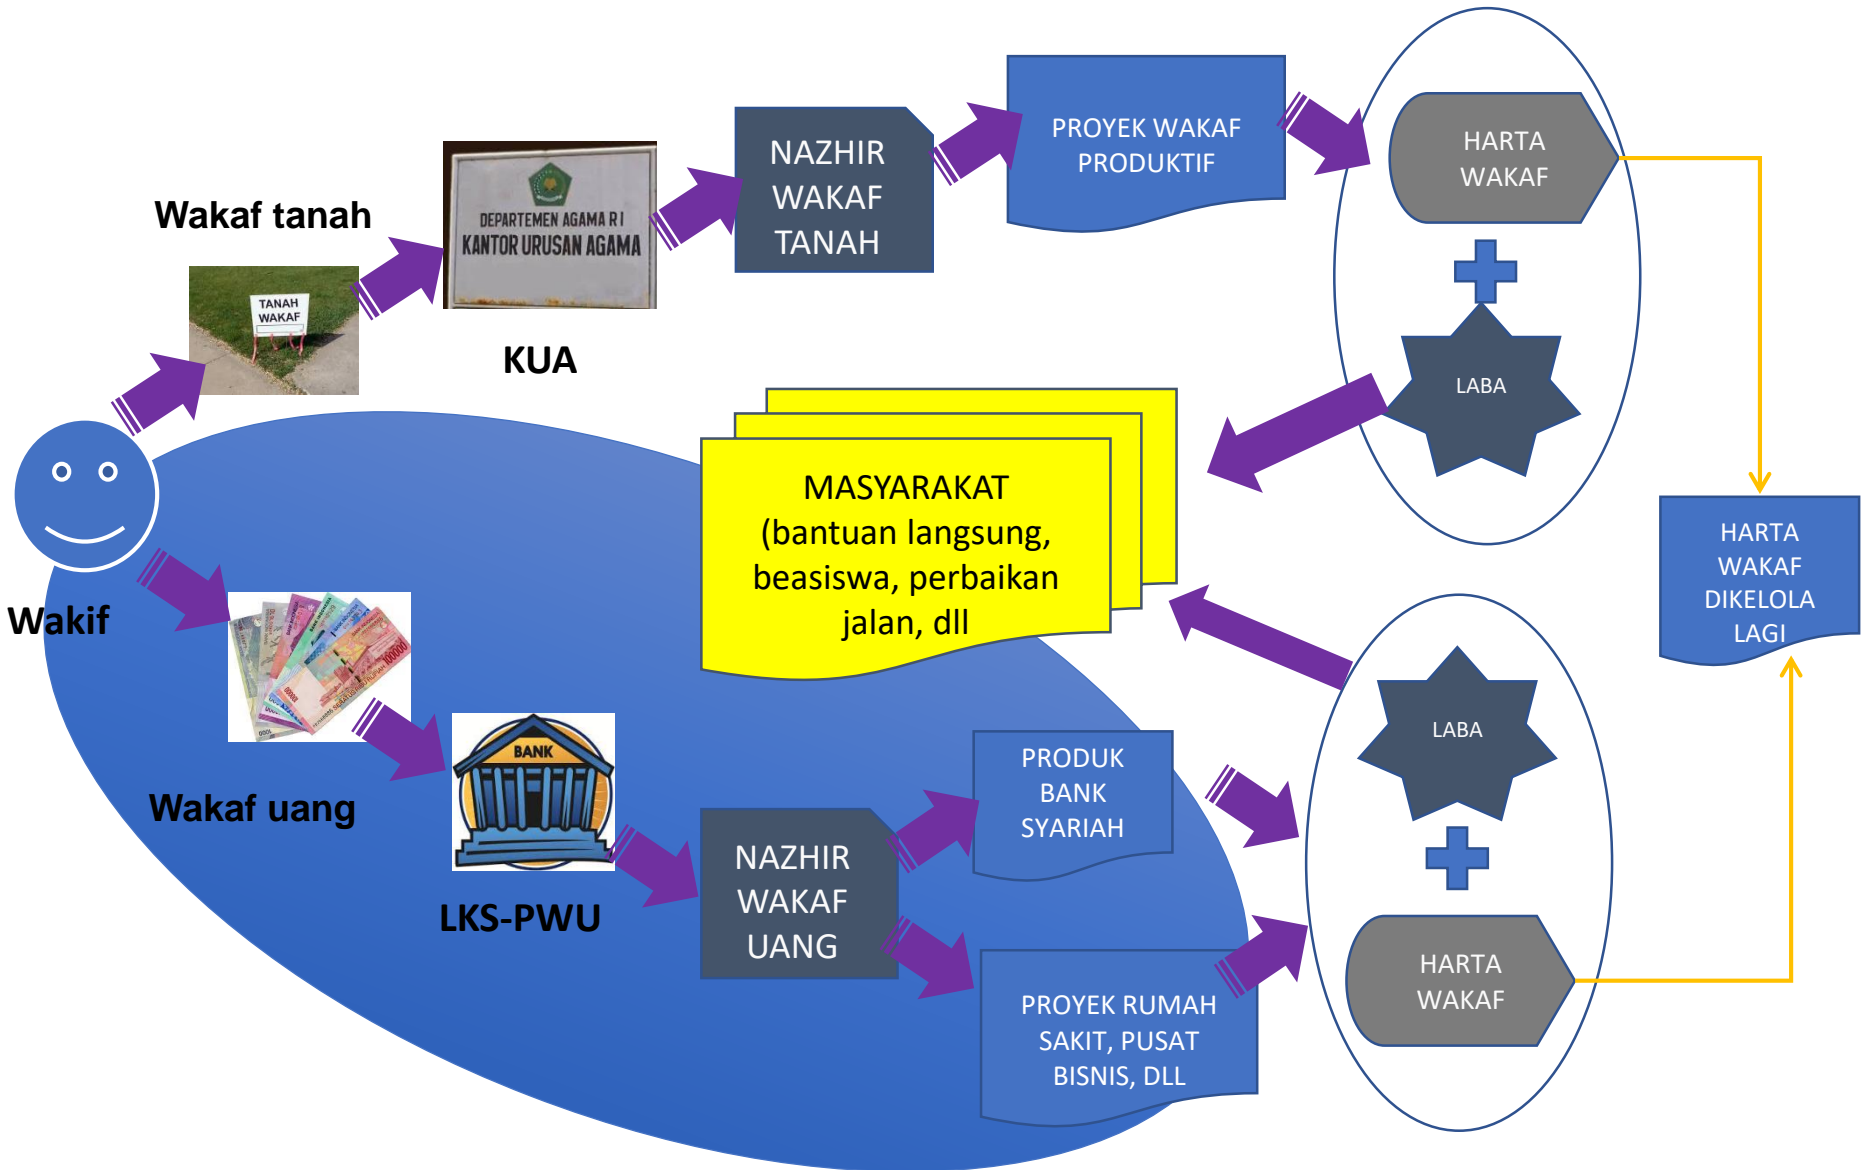 Wakaf tanah
TANAH
WAKAF
DEPARTEMEN AGAMA RI
KANTOR URUSAN AGAMA
KUA
NAZHIR
WAKAF
TANAH
PROYEK WAKAF
PRODUKTIF
HARTA
WAKAF
LABA
Wakif
MASYARAKAT
(bantuan langsung,
beasiswa, perbaikan
jalan, dll
HARTA
WAKAF
DIKELOLA
LAGI
100000
Wakaf uang
BANK
LKS-PWU
NAZHIR
WAKAF
UANG
PRODUK
BANK
SYARIAH
PROYEK RUMAH
SAKIT, PUSAT
BISNIS, DLL
LABA
HARTA
WAKAF